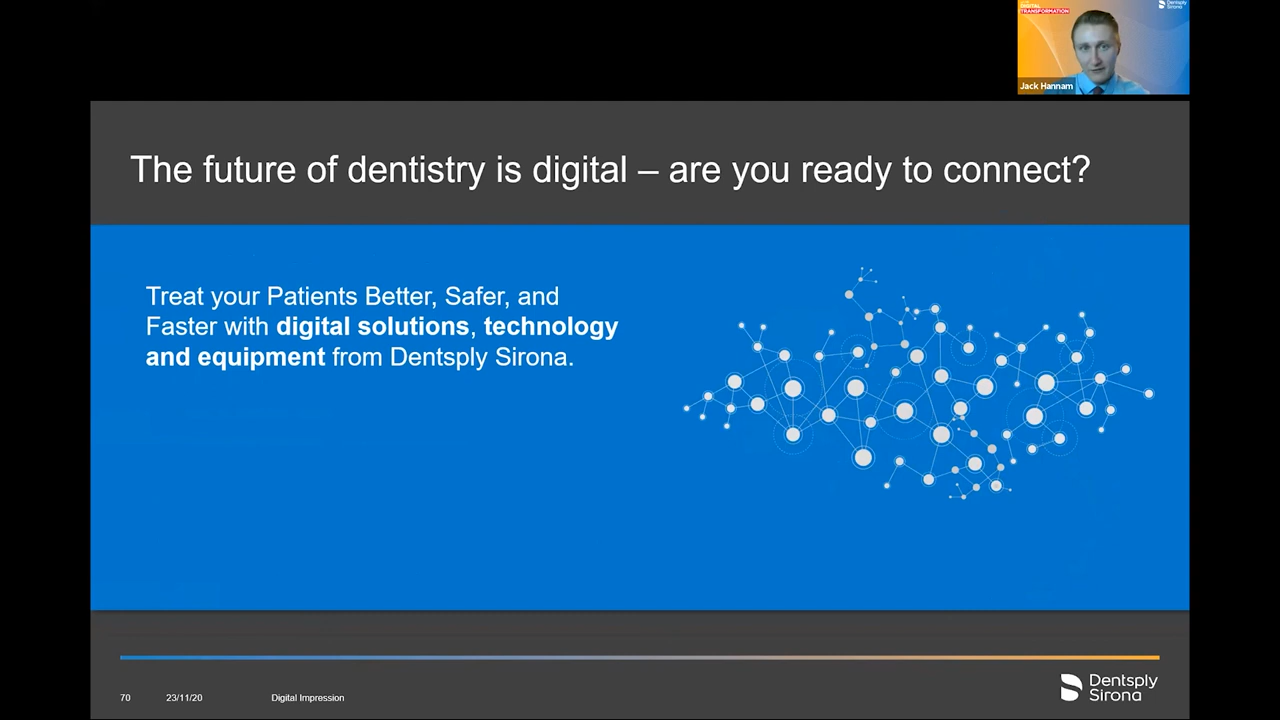 DIGITAL
TRANSFORMATION
Dentsply
Sirona
Jack Hannam
The future of dentistry is digital – are you ready to connect?
Treat your Patients Better, Safer, and
Faster with digital solutions, technology
and equipment from Dentsply Sirona.
70 23/11/20 Digital Impression
Dentsply
Sirona